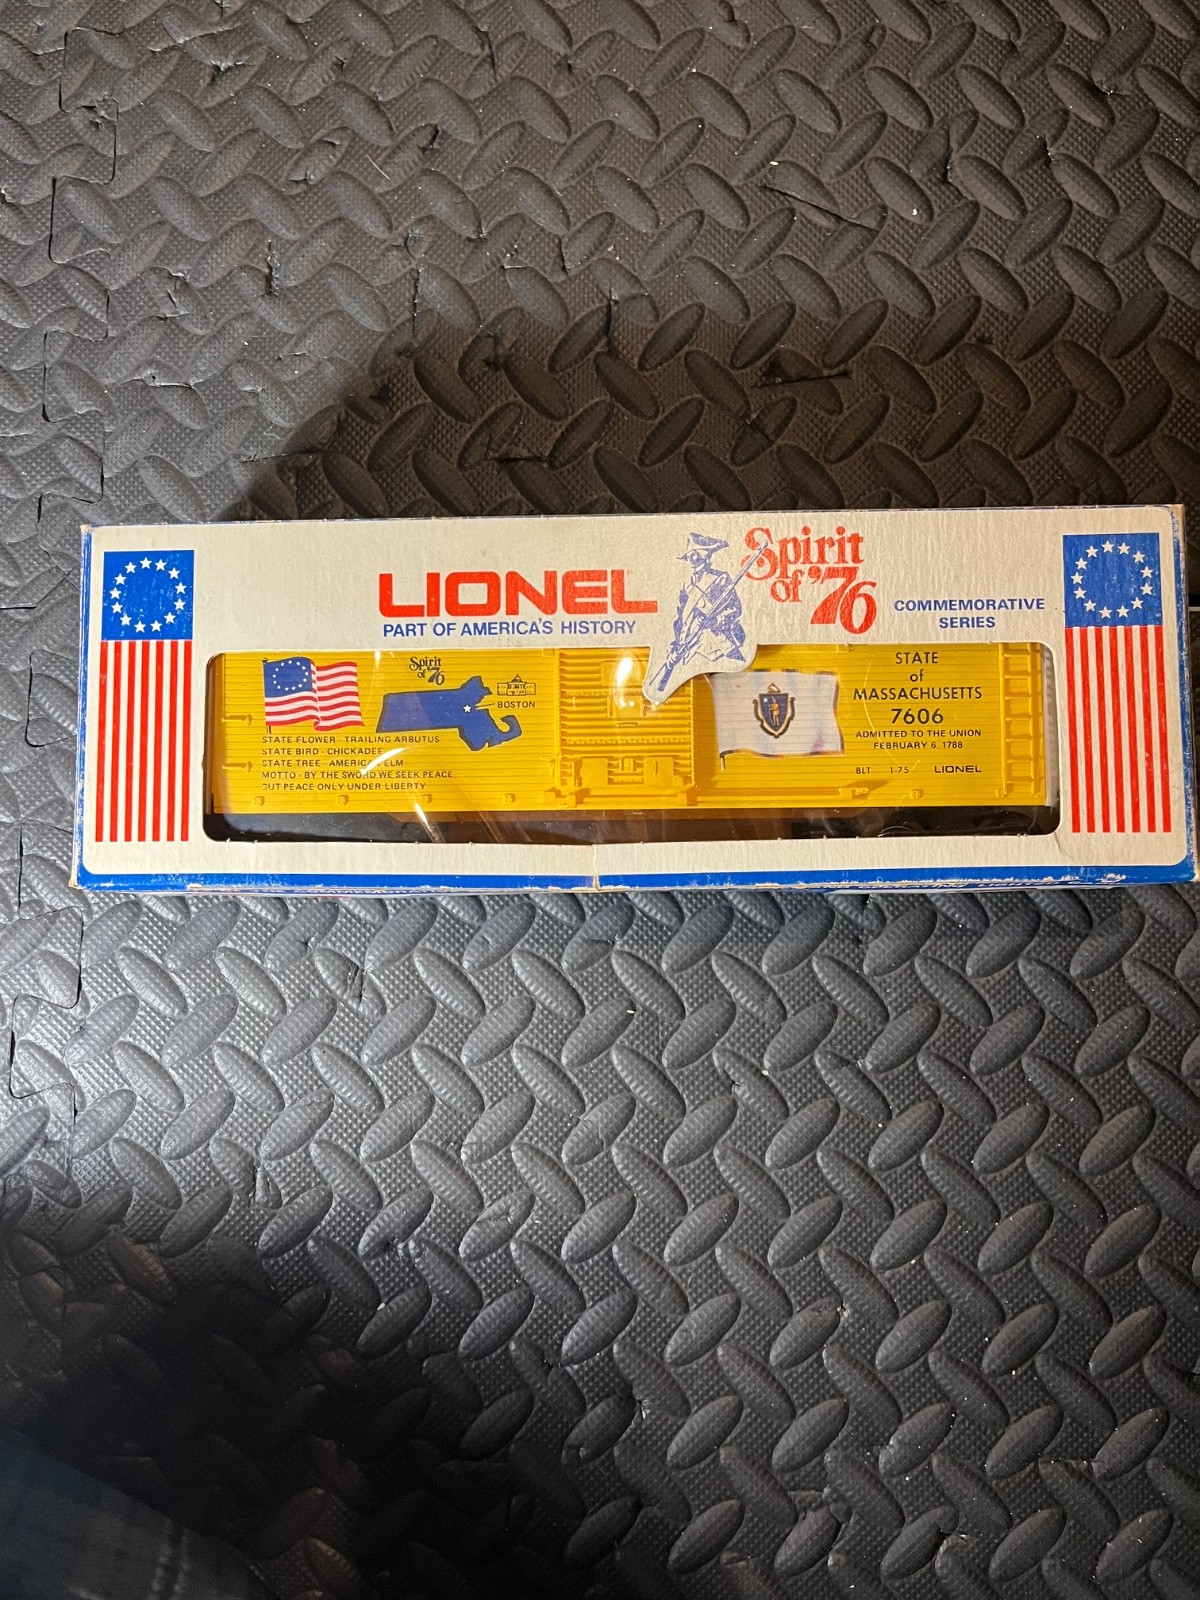 LIONEL
PART OF AMERICA'S HISTORY
Spirit
of '76
COMMEMORATIVE
SERIES
Spirit
of '76
BOSTON
STATE FLOWER - TRAILING ARBUTUS
STATE BIRD - CHICKADEE
STATE TREE - AMERICAN ELM
MOTTO - BY THE SWORD WE SEEK PEACE,
BUT PEACE ONLY UNDER LIBERTY
STATE
of
MASSACHUSETTS
7606
ADMITTED TO THE UNION
FEBRUARY 6, 1788
BLT 1-75 LIONEL